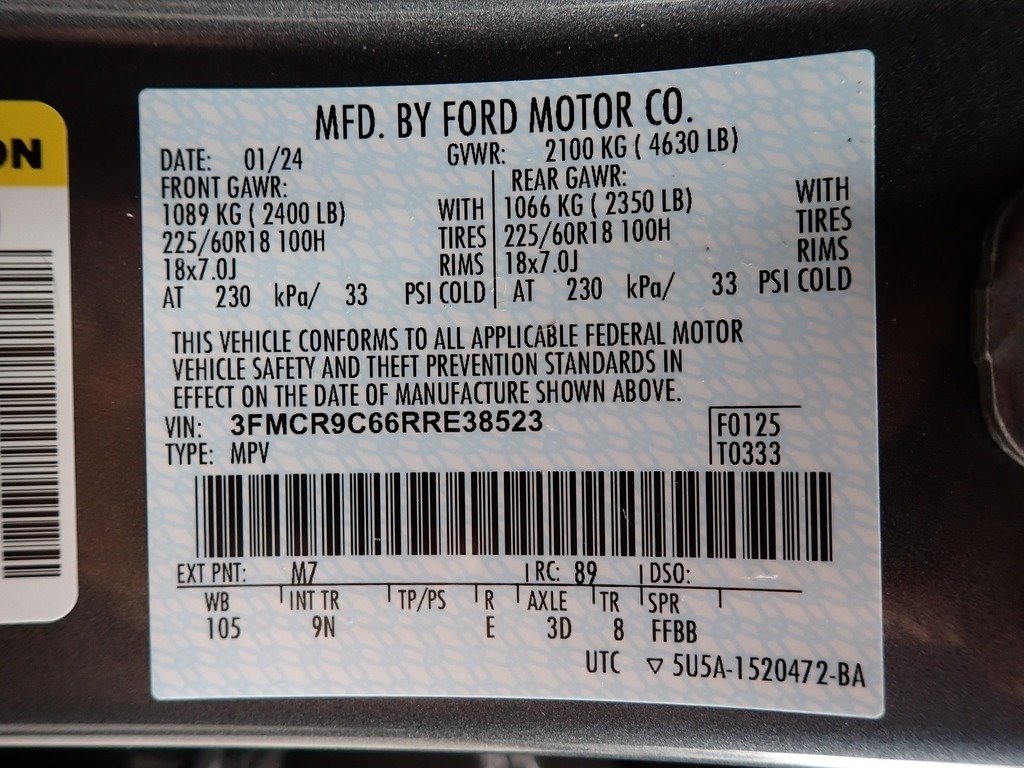 ON
MFD. BY FORD MOTOR CO.
DATE: 01/24 GVWR: 2100 KG ( 4630 LB)
FRONT GAWR: REAR GAWR:
1089 KG ( 2400 LB) WITH 1066 KG ( 2350 LB) WITH
225/60R18 100H TIRES 225/60R18 100H TIRES
18x7.0J RIMS 18x7.0J RIMS
AT 230 kPa/ 33 PSI COLD AT 230 kPa/ 33 PSI COLD
THIS VEHICLE CONFORMS TO ALL APPLICABLE FEDERAL MOTOR
VEHICLE SAFETY AND THEFT PREVENTION STANDARDS IN
EFFECT ON THE DATE OF MANUFACTURE SHOWN ABOVE.
VIN: 3FMCR9C66RRE38523 F0125
TYPE: MPV T0333
EXT PNT: M7 RC: 89 DSO:
WB INT TR TP/PS R AXLE TR SPR
105 9N E 3D 8 FFBB
UTC ▽ 5U5A-1520472-BA